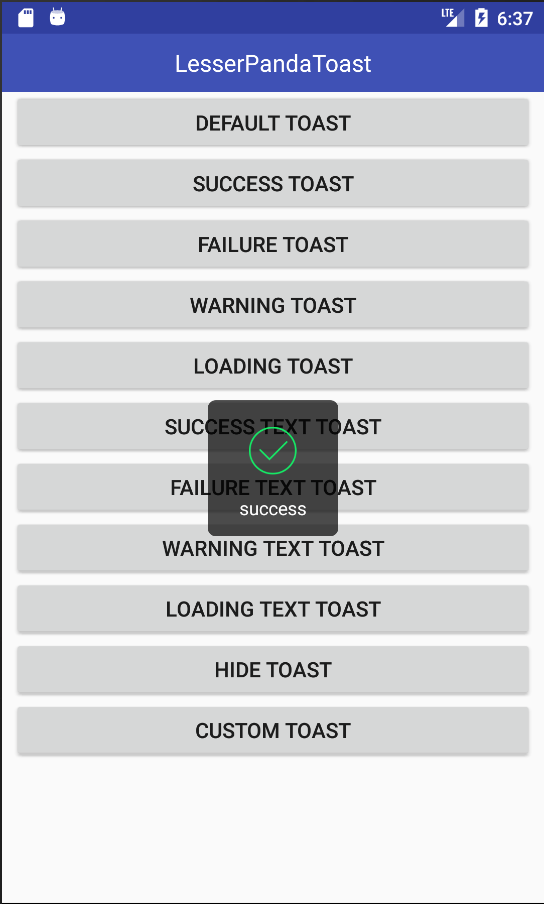 LTE 6:37
LesserPandaToast
DEFAULT TOAST
SUCCESS TOAST
FAILURE TOAST
WARNING TOAST
LOADING TOAST
SUCCESS TEXT TOAST
FAILURE TEXT TOAST
success
WARNING TEXT TOAST
LOADING TEXT TOAST
HIDE TOAST
CUSTOM TOAST